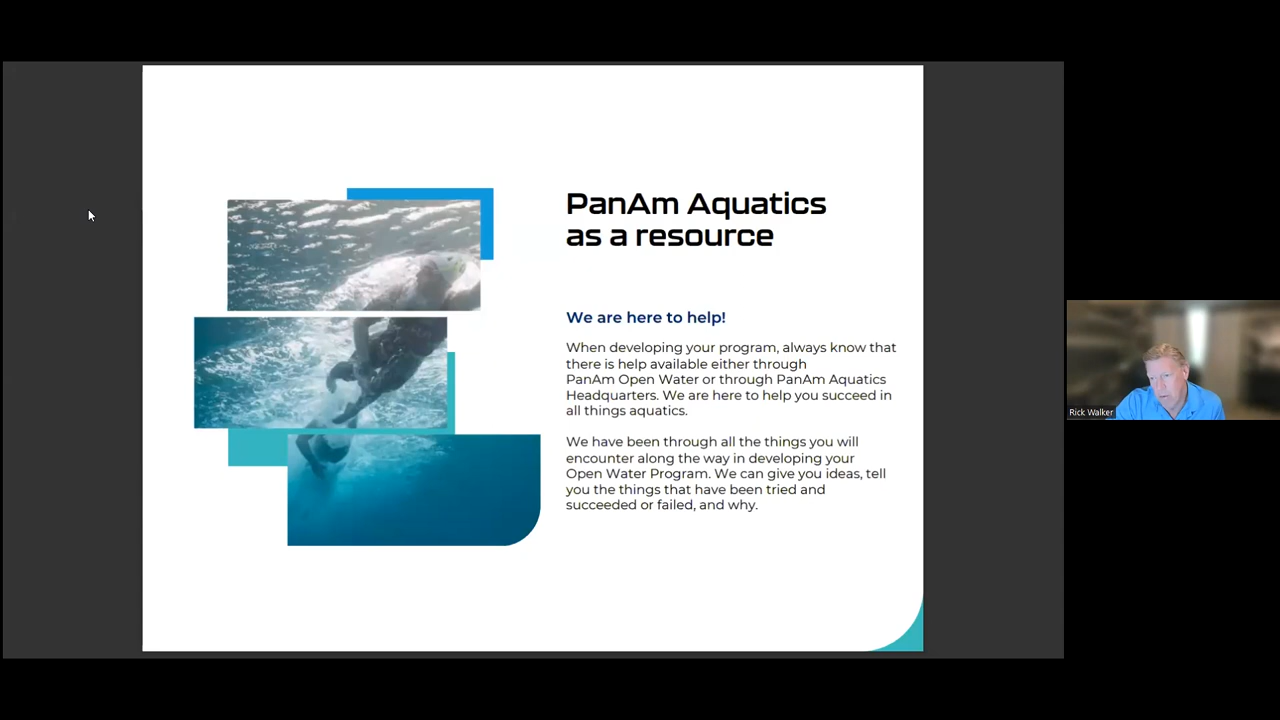 PanAm Aquatics
as a resource
We are here to help!
When developing your program, always know that
there is help available either through
PanAm Open Water or through PanAm Aquatics
Headquarters. We are here to help you succeed in
all things aquatics.
We have been through all the things you will
encounter along the way in developing your
Open Water Program. We can give you ideas, tell
you the things that have been tried and
succeeded or failed, and why.
Rick Walker